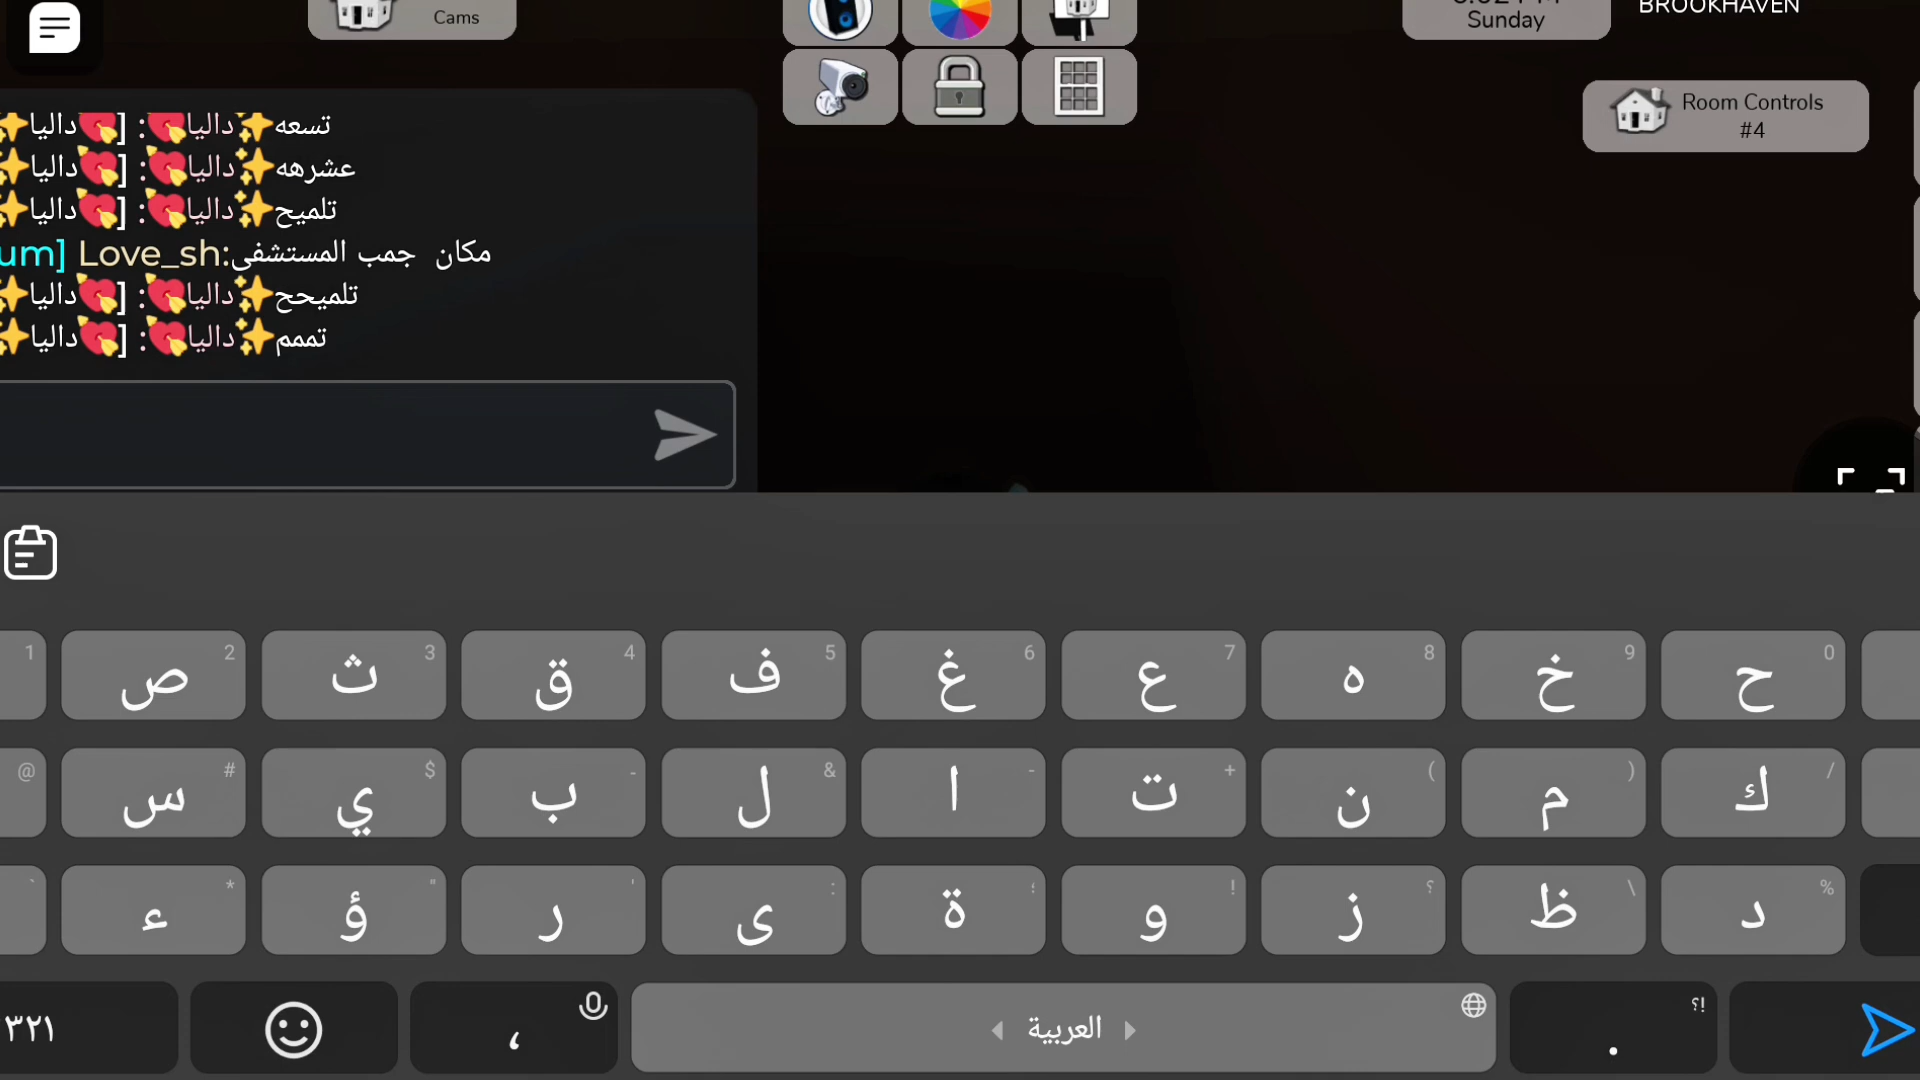 Cams
Sunday
BROOKHAVEN
Room Controls
#4
داليا💘] :💘داليا✨تسعه
داليا💘] :💘داليا✨عشرهه
داليا💘] :💘داليا✨تلميح
um] Love_sh:مكان جمب المستشفى
داليا💘] :💘داليا✨تلميحح
داليا💘] :💘داليا✨تممم
1 ص 2 ث 3 ق 4 ف 5 غ 6 ع 7 ه 8 خ 9 ح 0
@ س # ي $ ب - ل & ا - ت + ن ( م ) ك /
` ء * ؤ " ر ' ى : ة ؛ و ! ز ؟ ظ \ د %
٣٢١ ، العربية . !؟